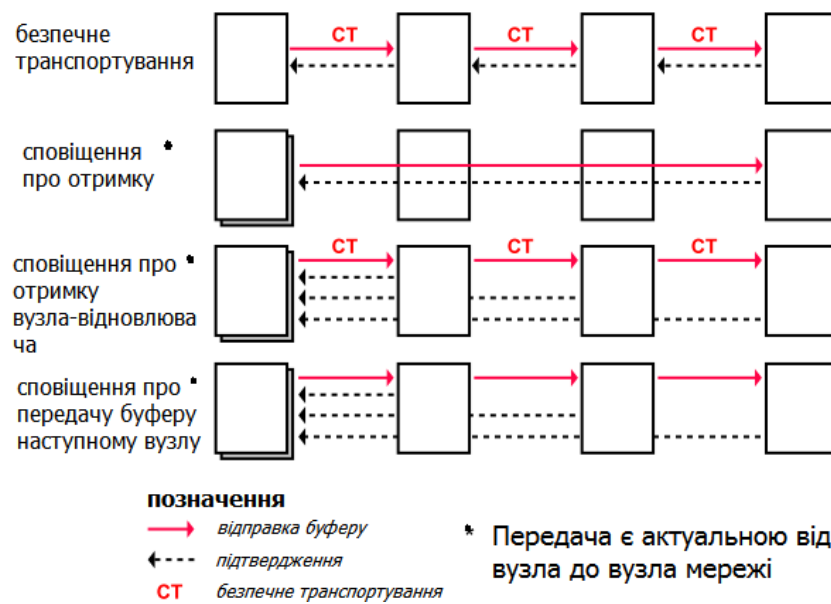 безпечне
транспортування
СТ СТ СТ
сповіщення *
про отримку
сповіщення про *
отримку
вузла-відновлюва
ча
СТ СТ СТ
сповіщення про *
передачу буферу
наступному вузлу
позначення
відправка буферу
підтвердження
СТ безпечне транспортування
* Передача є актуальною від
вузла до вузла мережі